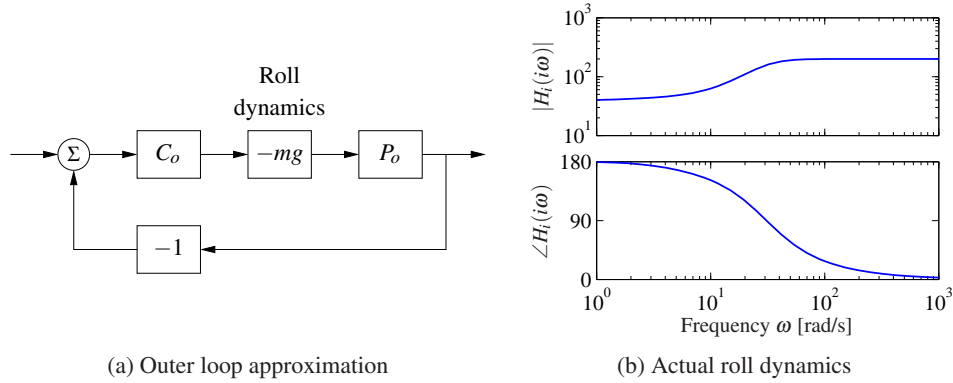 Roll
dynamics
Σ
C_o
−mg
P_o
−1
(a) Outer loop approximation
10^3
10^2
10^1
|H_i(iω)|
180
90
0
∠H_i(iω)
10^0 10^1 10^2 10^3
Frequency ω [rad/s]
(b) Actual roll dynamics